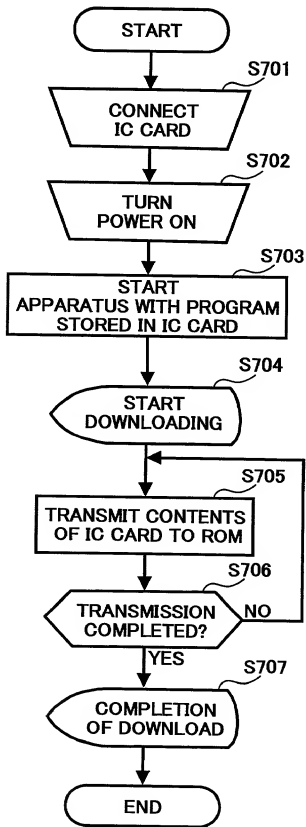 START
S701
CONNECT
IC CARD
S702
TURN
POWER ON
S703
START
APPARATUS WITH PROGRAM
STORED IN IC CARD
S704
START
DOWNLOADING
S705
TRANSMIT CONTENTS
OF IC CARD TO ROM
S706
TRANSMISSION
COMPLETED?
NO
YES
S707
COMPLETION
OF DOWNLOAD
END